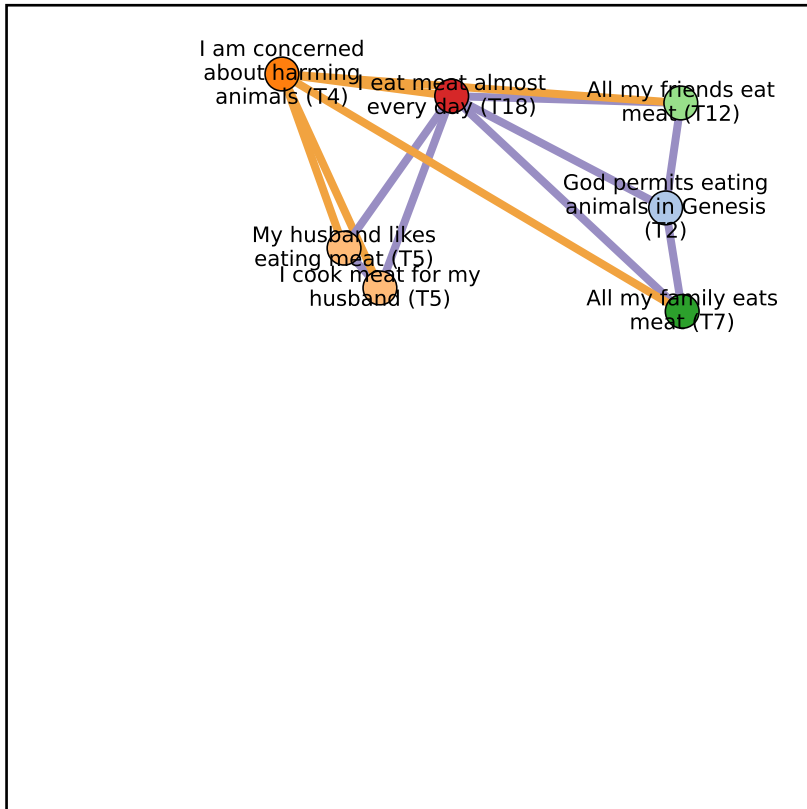 I am concerned
about harming
animals (T4)
I eat meat almost
every day (T18)
All my friends eat
meat (T12)
God permits eating
animals in Genesis
(T2)
My husband likes
eating meat (T5)
I cook meat for my
husband (T5)
All my family eats
meat (T7)